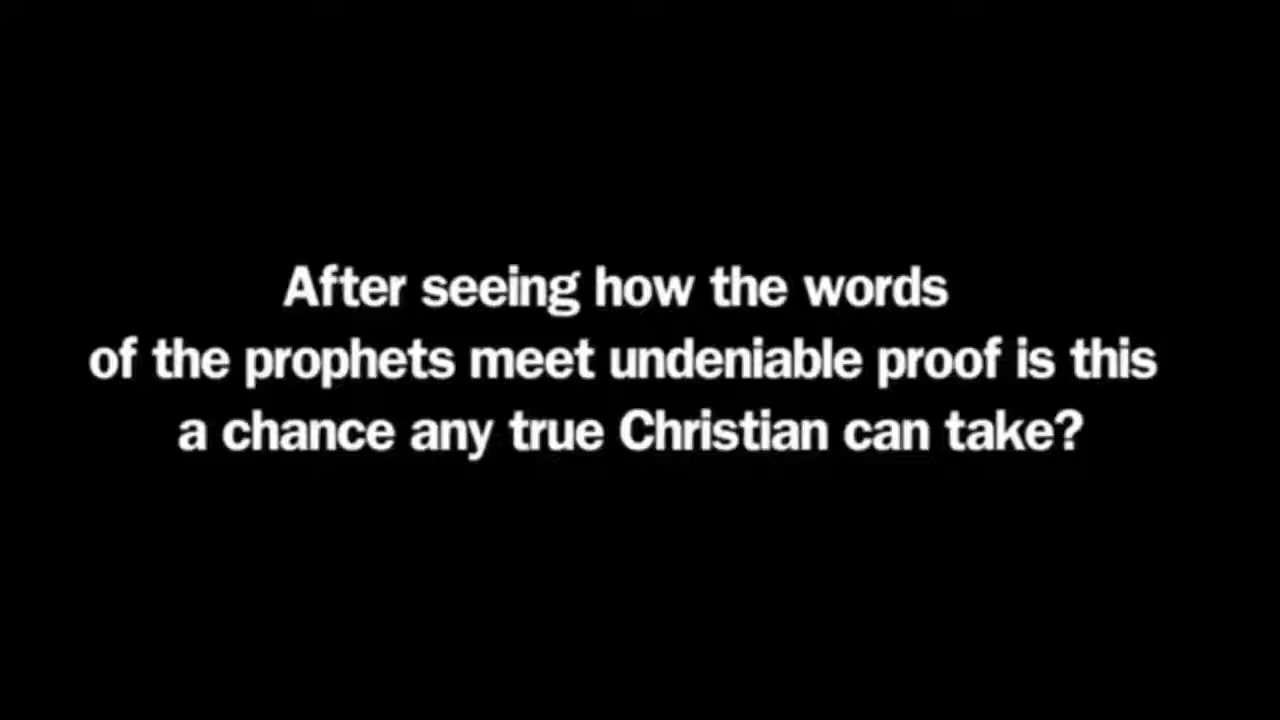 After seeing how the words
of the prophets meet undeniable proof is this
a chance any true Christian can take?